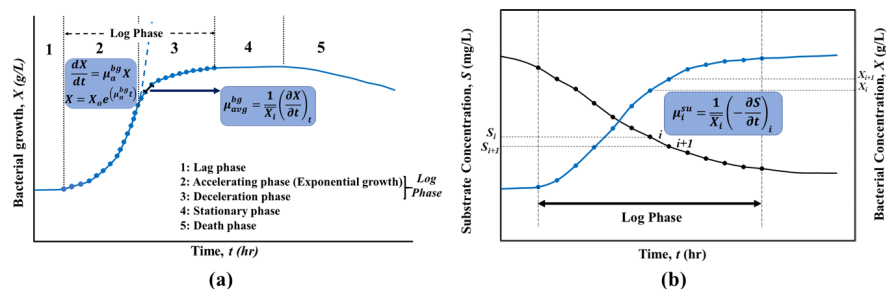 Log Phase
1 2 3 4 5
dX/dt = μ_a^bg X
X = X_o e^(μ_a^bg t)
μ_avg^bg = 1/X_i (∂X/∂t)_t
Bacterial growth, X (g/L)
1: Lag phase
2: Accelerating phase (Exponential growth)
3: Deceleration phase
4: Stationary phase
5: Death phase
Log
Phase
Time, t (hr)
(a)
Substrate Concentration, S (mg/L)
Bacterial Concentration, X (g/L)
X_i+1
X_i
μ_i^su = 1/X_i (−∂S/∂t)_i
S_i
S_i+1
i
i+1
Log Phase
Time, t (hr)
(b)